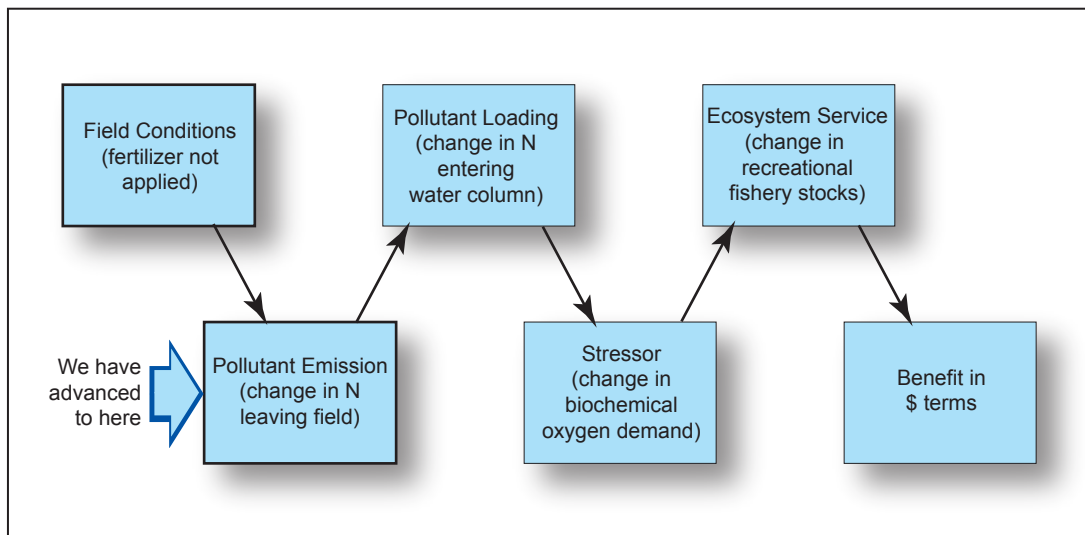 Field Conditions
(fertilizer not
applied)
Pollutant Emission
(change in N
leaving field)
Pollutant Loading
(change in N
entering
water column)
Stressor
(change in
biochemical
oxygen demand)
Ecosystem Service
(change in
recreational
fishery stocks)
Benefit in
$ terms
We have
advanced
to here